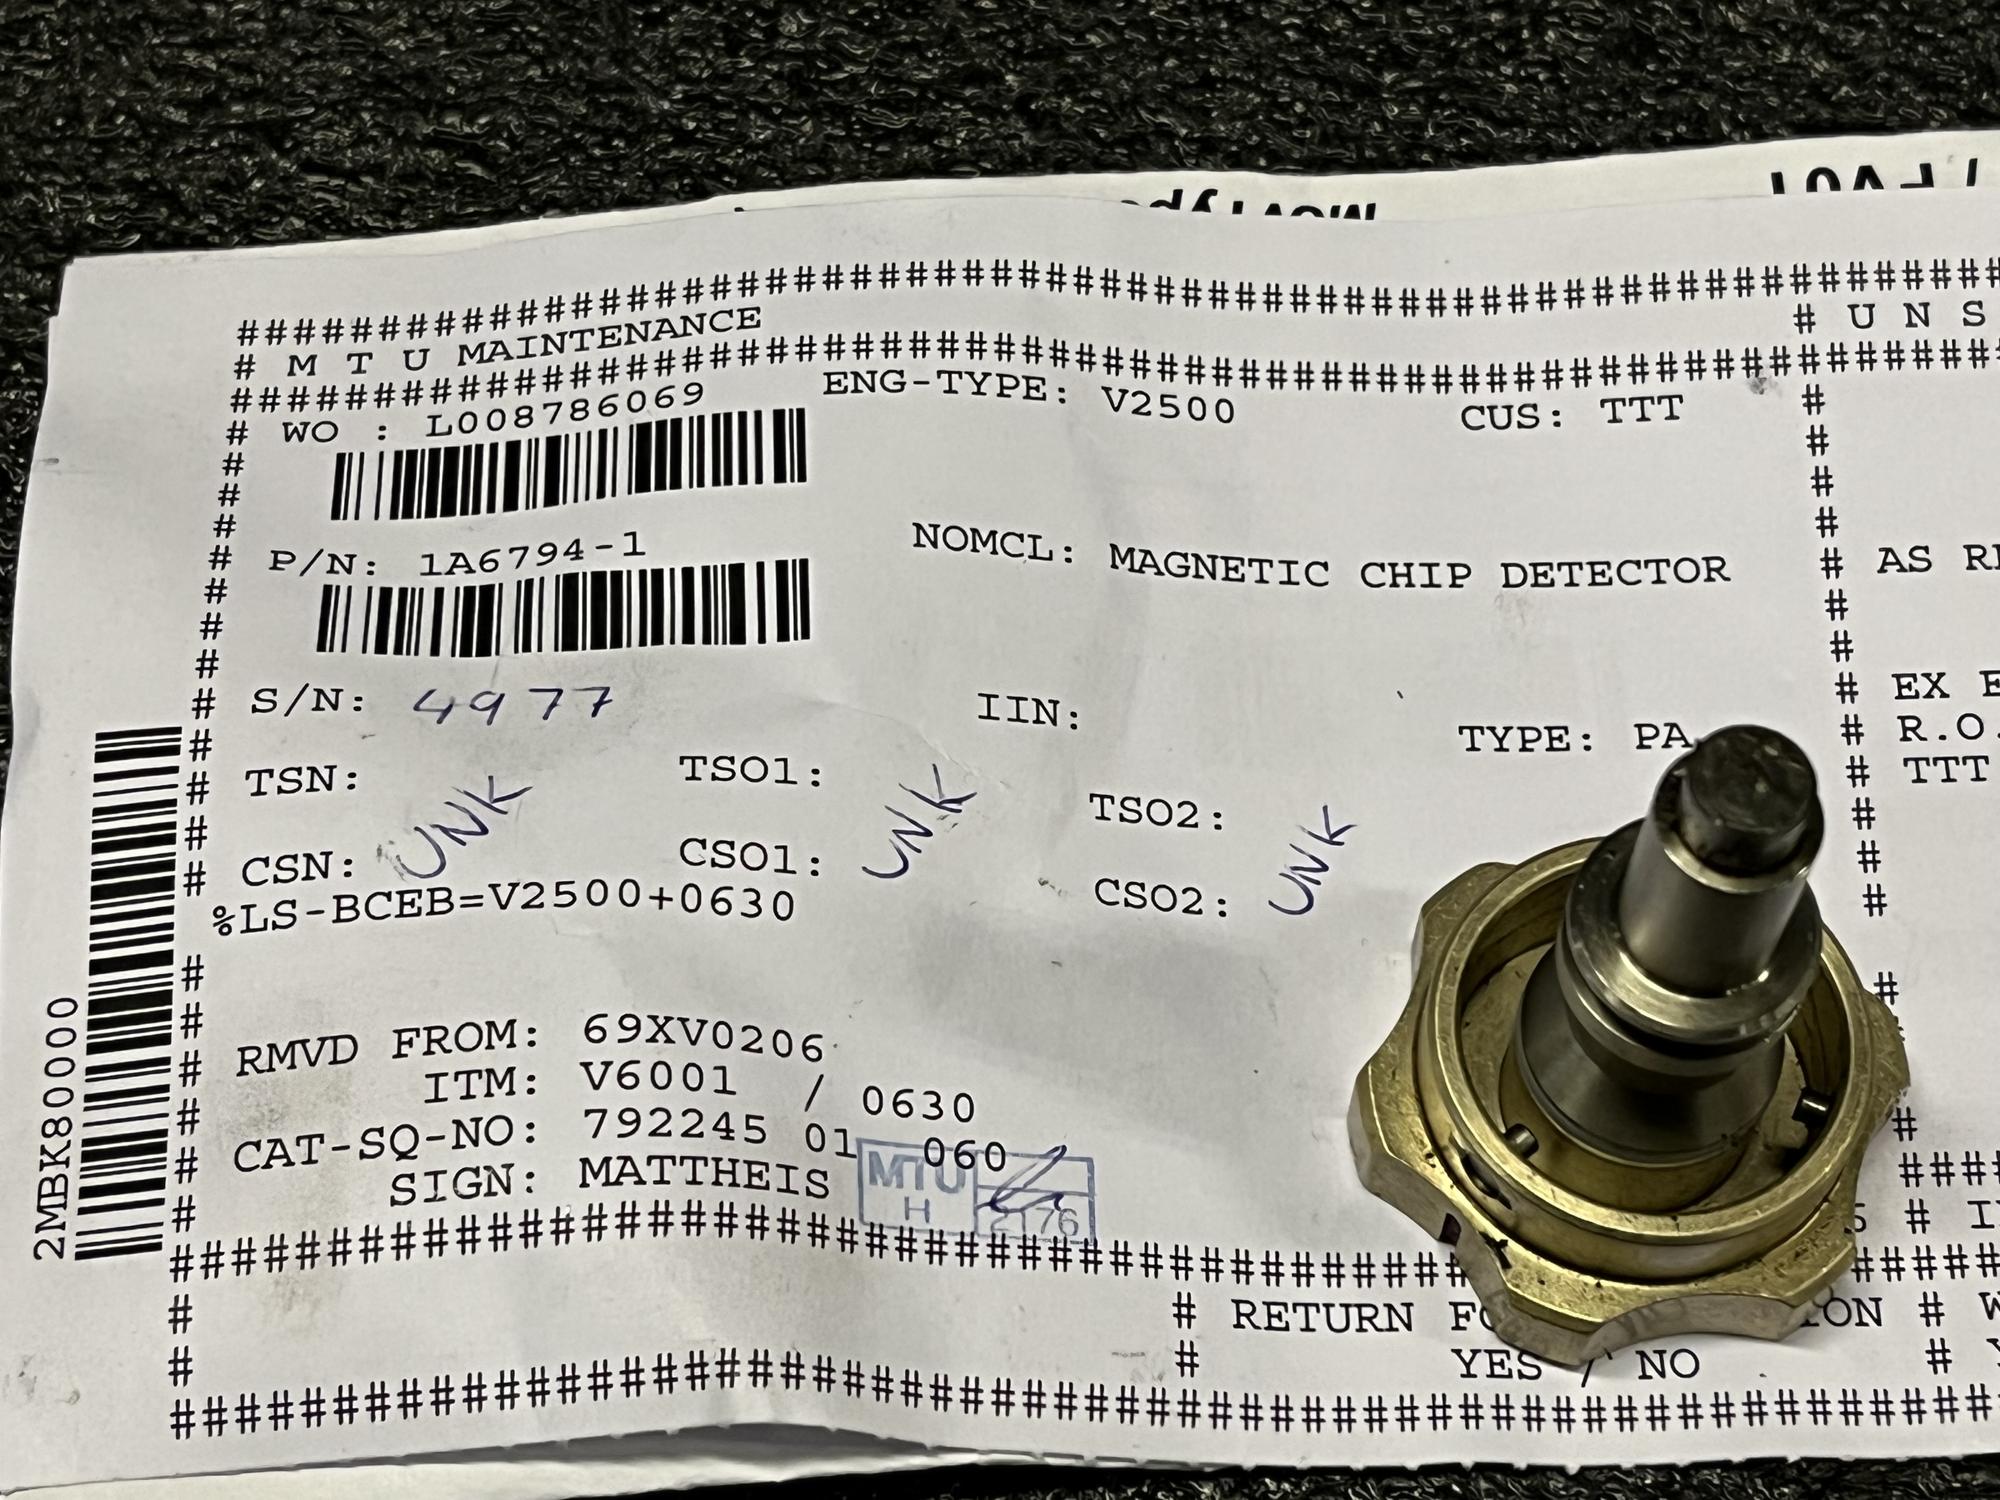 ##########################################################
# M T U MAINTENANCE # U N S
##########################################################
# WO : L008786069 ENG-TYPE: V2500 CUS: TTT #
# P/N: 1A6794-1 NOMCL: MAGNETIC CHIP DETECTOR # AS
# S/N: 4977 IIN: TYPE: PA # EX
# R.O.
# TSN: UNK TSO1: UNK TSO2: UNK # TTT
# CSN: CSO1: CSO2: #
%LS-BCEB=V2500+0630
# RMVD FROM: 69XV0206
# ITM: V6001 / 0630
# CAT-SQ-NO: 792245 01 060
# SIGN: MATTHEIS
MTU
H 2176
##########################################################
# # RETURN # W
# # YES / NO #
##########################################################
2MBK80000